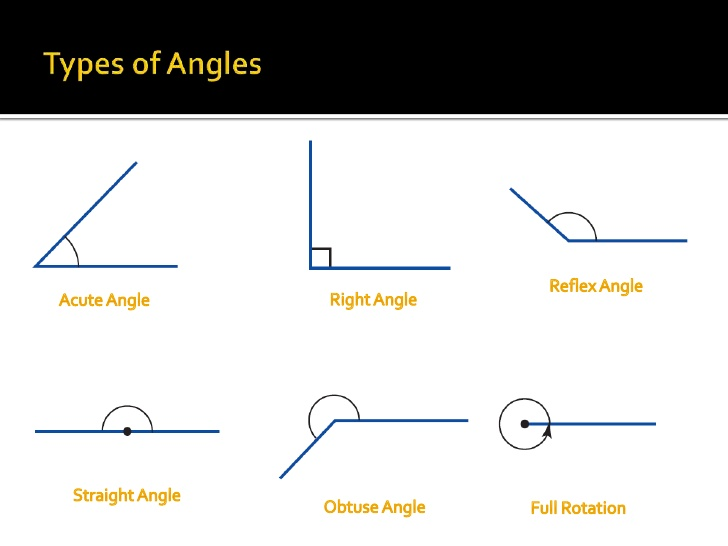 Types of Angles
Acute Angle
Right Angle
Reflex Angle
Straight Angle
Obtuse Angle
Full Rotation